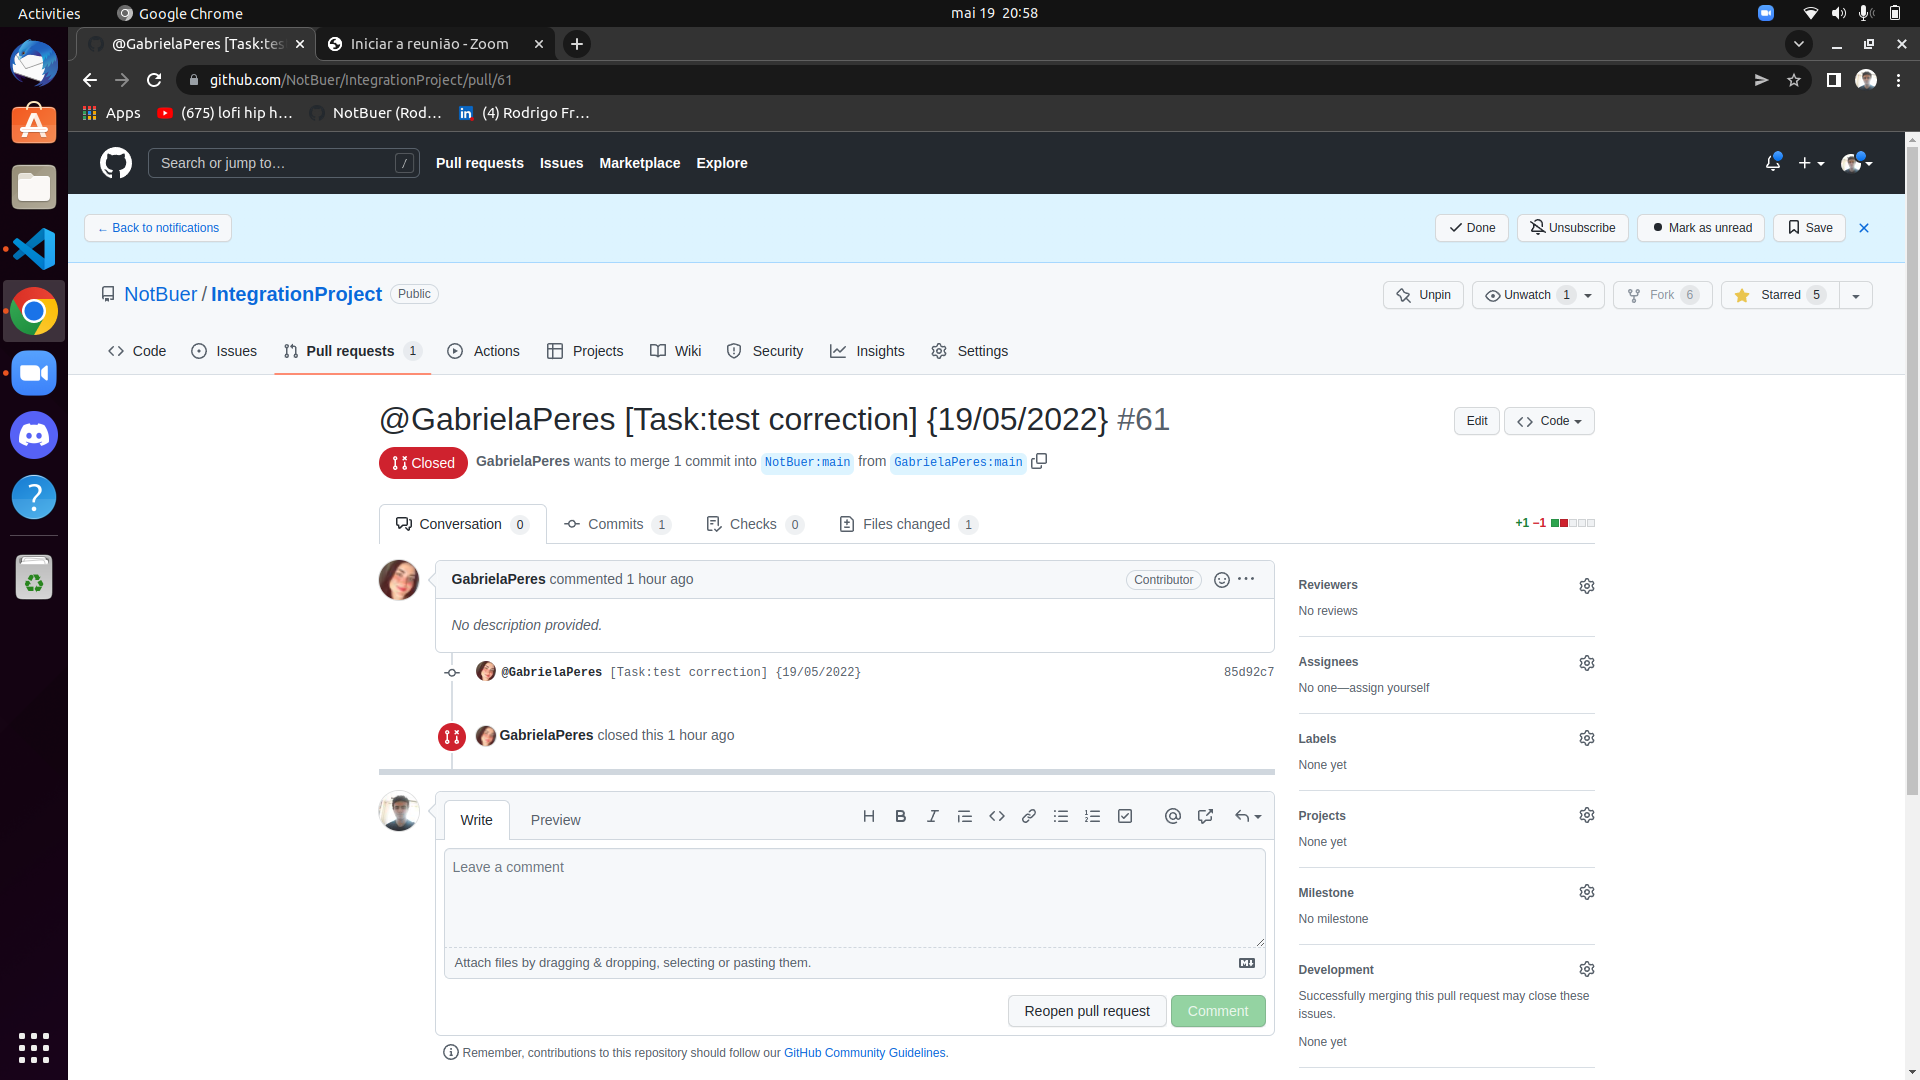 Activities
Google Chrome
mai 19 20:58
@GabrielaPeres [Task:tes
Iniciar a reunião - Zoom
github.com/NotBuer/IntegrationProject/pull/61
Apps
(675) lofi hip h…
NotBuer (Rod…
(4) Rodrigo Fr…
Search or jump to…
/
Pull requests
Issues
Marketplace
Explore
← Back to notifications
Done
Unsubscribe
Mark as unread
Save
NotBuer / IntegrationProject
Public
Unpin
Unwatch 1
Fork 6
Starred 5
Code
Issues
Pull requests 1
Actions
Projects
Wiki
Security
Insights
Settings
@GabrielaPeres [Task:test correction] {19/05/2022} #61
Edit
Code
Closed
GabrielaPeres wants to merge 1 commit into NotBuer:main from GabrielaPeres:main
Conversation 0
Commits 1
Checks 0
Files changed 1
+1 −1
GabrielaPeres commented 1 hour ago
Contributor
No description provided.
@GabrielaPeres [Task:test correction] {19/05/2022}
85d92c7
GabrielaPeres closed this 1 hour ago
Write
Preview
Leave a comment
Attach files by dragging & dropping, selecting or pasting them.
Reopen pull request
Comment
Remember, contributions to this repository should follow our GitHub Community Guidelines.
Reviewers
No reviews
Assignees
No one—assign yourself
Labels
None yet
Projects
None yet
Milestone
No milestone
Development
Successfully merging this pull request may close these
issues.
None yet